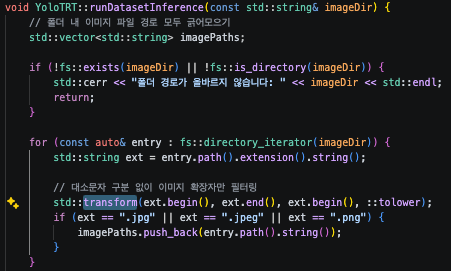 void YoloTRT::runDatasetInference(const std::string& imageDir) {
// 폴더 내 이미지 파일 경로 모두 긁어모으기
std::vector<std::string> imagePaths;
if (!fs::exists(imageDir) || !fs::is_directory(imageDir)) {
std::cerr << "폴더 경로가 올바르지 않습니다: " << imageDir << std::endl;
return;
}
for (const auto& entry : fs::directory_iterator(imageDir)) {
std::string ext = entry.path().extension().string();
// 대소문자 구분 없이 이미지 확장자만 필터링
std::transform(ext.begin(), ext.end(), ext.begin(), ::tolower);
if (ext == ".jpg" || ext == ".jpeg" || ext == ".png") {
imagePaths.push_back(entry.path().string());
}
}